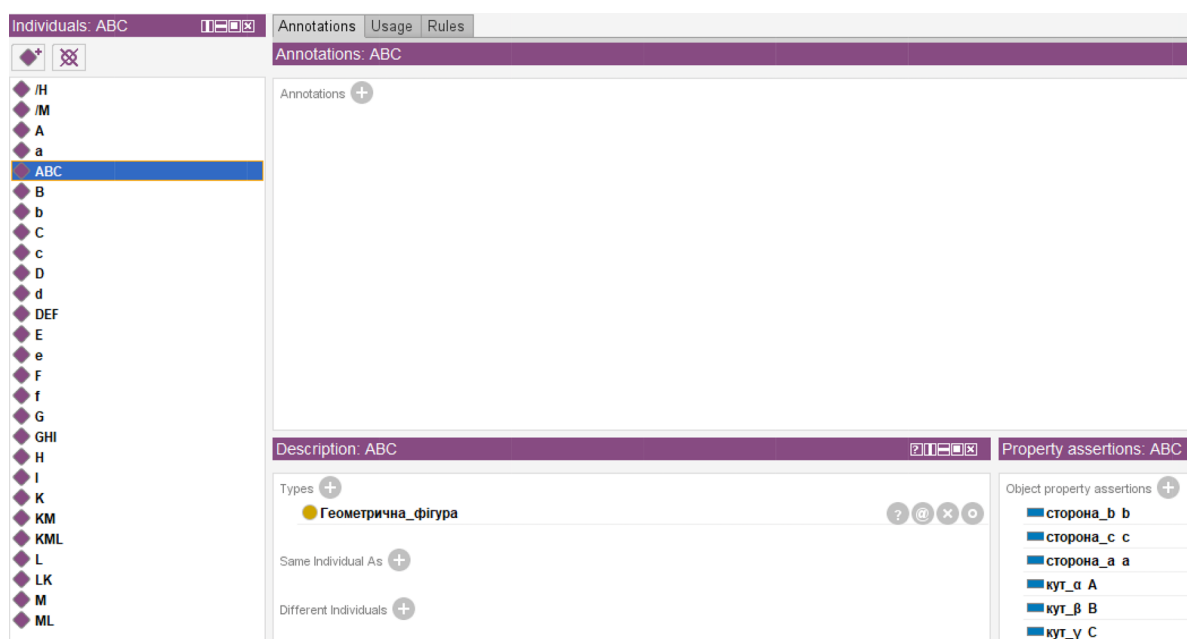 Individuals: ABC
/H
/M
A
a
ABC
B
b
C
c
D
d
DEF
E
e
F
f
G
GHI
H
I
K
KM
KML
L
LK
M
ML
Annotations Usage Rules
Annotations: ABC
Annotations
Description: ABC
Types
Геометрична_фігура
Same Individual As
Different Individuals
Property assertions: ABC
Object property assertions
сторона_b b
сторона_c c
сторона_a a
кут_α A
кут_β B
кут_γ C